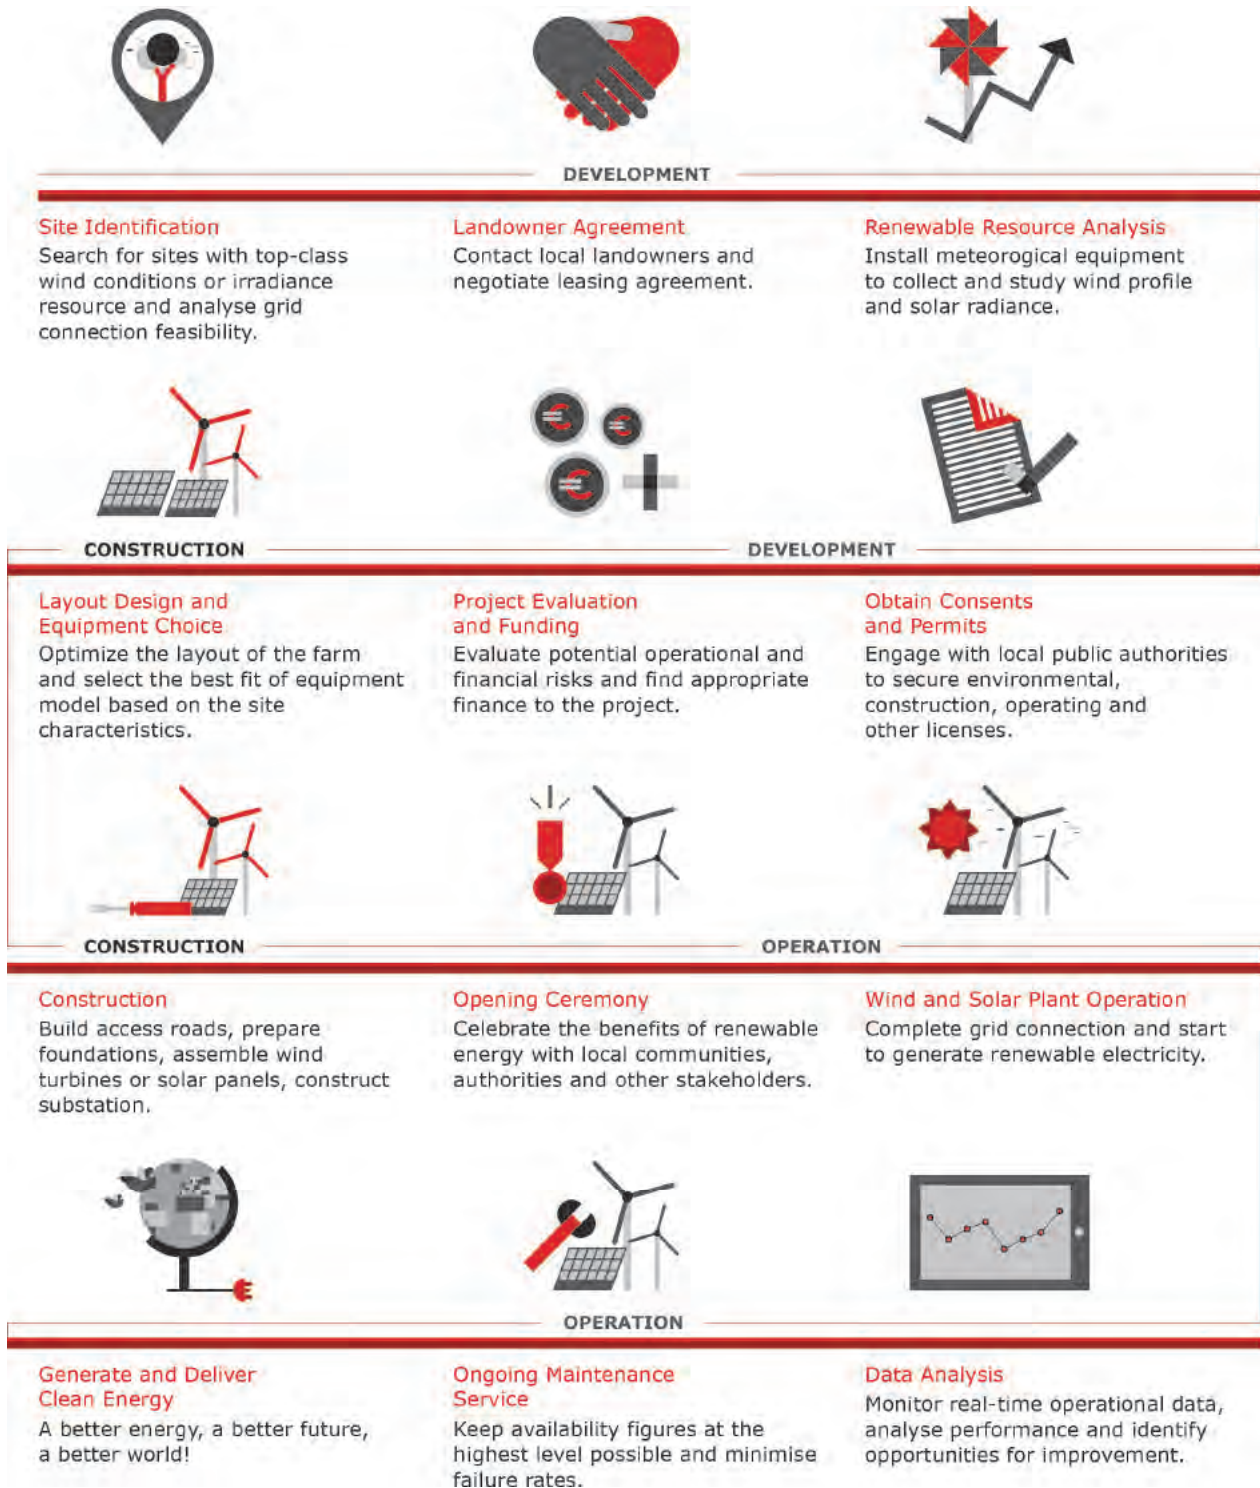 DEVELOPMENT
Site Identification
Search for sites with top-class
wind conditions or irradiance
resource and analyse grid
connection feasibility.
Landowner Agreement
Contact local landowners and
negotiate leasing agreement.
Renewable Resource Analysis
Install meteorogical equipment
to collect and study wind profile
and solar radiance.
CONSTRUCTION
DEVELOPMENT
Layout Design and
Equipment Choice
Optimize the layout of the farm
and select the best fit of equipment
model based on the site
characteristics.
Project Evaluation
and Funding
Evaluate potential operational and
financial risks and find appropriate
finance to the project.
Obtain Consents
and Permits
Engage with local public authorities
to secure environmental,
construction, operating and
other licenses.
CONSTRUCTION
OPERATION
Construction
Build access roads, prepare
foundations, assemble wind
turbines or solar panels, construct
substation.
Opening Ceremony
Celebrate the benefits of renewable
energy with local communities,
authorities and other stakeholders.
Wind and Solar Plant Operation
Complete grid connection and start
to generate renewable electricity.
OPERATION
Generate and Deliver
Clean Energy
A better energy, a better future,
a better world!
Ongoing Maintenance
Service
Keep availability figures at the
highest level possible and minimise
failure rates.
Data Analysis
Monitor real-time operational data,
analyse performance and identify
opportunities for improvement.